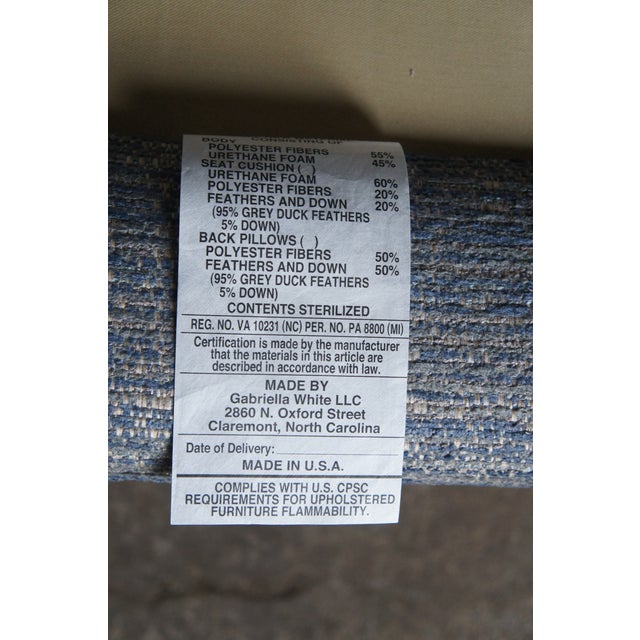 BODY CONSISTING OF
POLYESTER FIBERS 55%
URETHANE FOAM 45%
SEAT CUSHION ( )
URETHANE FOAM 60%
POLYESTER FIBERS 20%
FEATHERS AND DOWN 20%
(95% GREY DUCK FEATHERS
5% DOWN)
BACK PILLOWS ( )
POLYESTER FIBERS 50%
FEATHERS AND DOWN 50%
(95% GREY DUCK FEATHERS
5% DOWN)
CONTENTS STERILIZED
REG. NO. VA 10231 (NC) PER. NO. PA 8800 (MI)
Certification is made by the manufacturer
that the materials in this article are
described in accordance with law.
MADE BY
Gabriella White LLC
2860 N. Oxford Street
Claremont, North Carolina
Date of Delivery:
MADE IN U.S.A.
COMPLIES WITH U.S. CPSC
REQUIREMENTS FOR UPHOLSTERED
FURNITURE FLAMMABILITY.